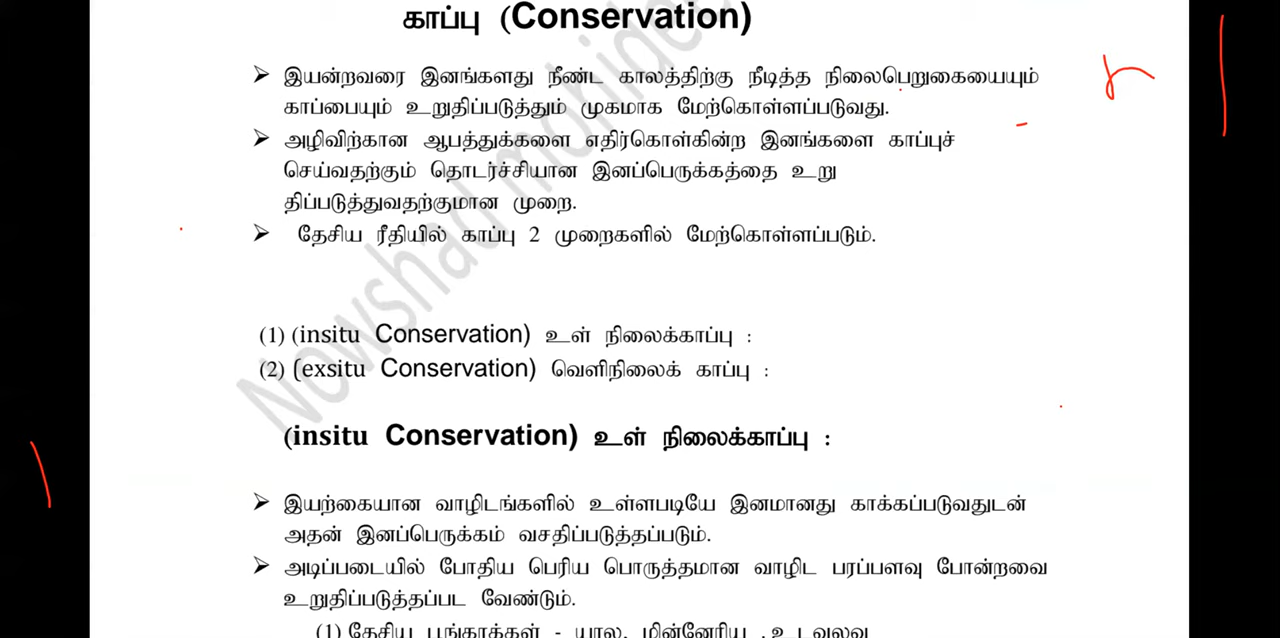 காப்பு (Conservation)
➤ இயன்றவரை இனங்களது நீண்ட காலத்திற்கு நீடித்த நிலைபெறுகையையும்
காப்பையும் உறுதிப்படுத்தும் முகமாக மேற்கொள்ளப்படுவது.
➤ அழிவிற்கான ஆபத்துக்களை எதிர்கொள்கின்ற இனங்களை காப்புச்
செய்வதற்கும் தொடர்ச்சியான இனப்பெருக்கத்தை உறு
திப்படுத்துவதற்குமான முறை.
➤ தேசிய ரீதியில் காப்பு 2 முறைகளில் மேற்கொள்ளப்படும்.
(1) (insitu Conservation) உள் நிலைக்காப்பு :
(2) (exsitu Conservation) வெளிநிலைக் காப்பு :
(insitu Conservation) உள் நிலைக்காப்பு :
➤ இயற்கையான வாழிடங்களில் உள்ளபடியே இனமானது காக்கப்படுவதுடன்
அதன் இனப்பெருக்கம் வசதிப்படுத்தப்படும்.
➤ அடிப்படையில் போதிய பெரிய பொருத்தமான வாழிட பரப்பளவு போன்றவை
உறுதிப்படுத்தப்பட வேண்டும்.
(1) தேசிய பூங்காக்கள் - யால, மின்னேரிய ,உடவலவ
Nowshad mohide